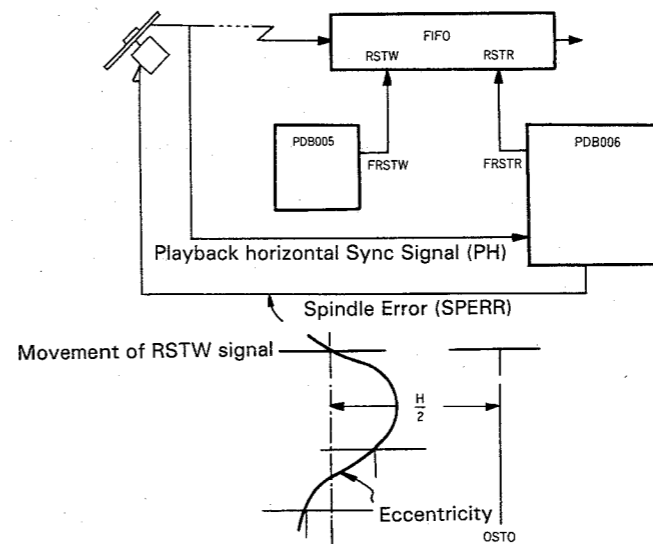 FIFO
RSTW
RSTR
PDB005
PDB006
FRSTW
FRSTR
Playback horizontal Sync Signal (PH)
Spindle Error (SPERR)
Movement of RSTW signal
H
2
Eccentricity
OSTO